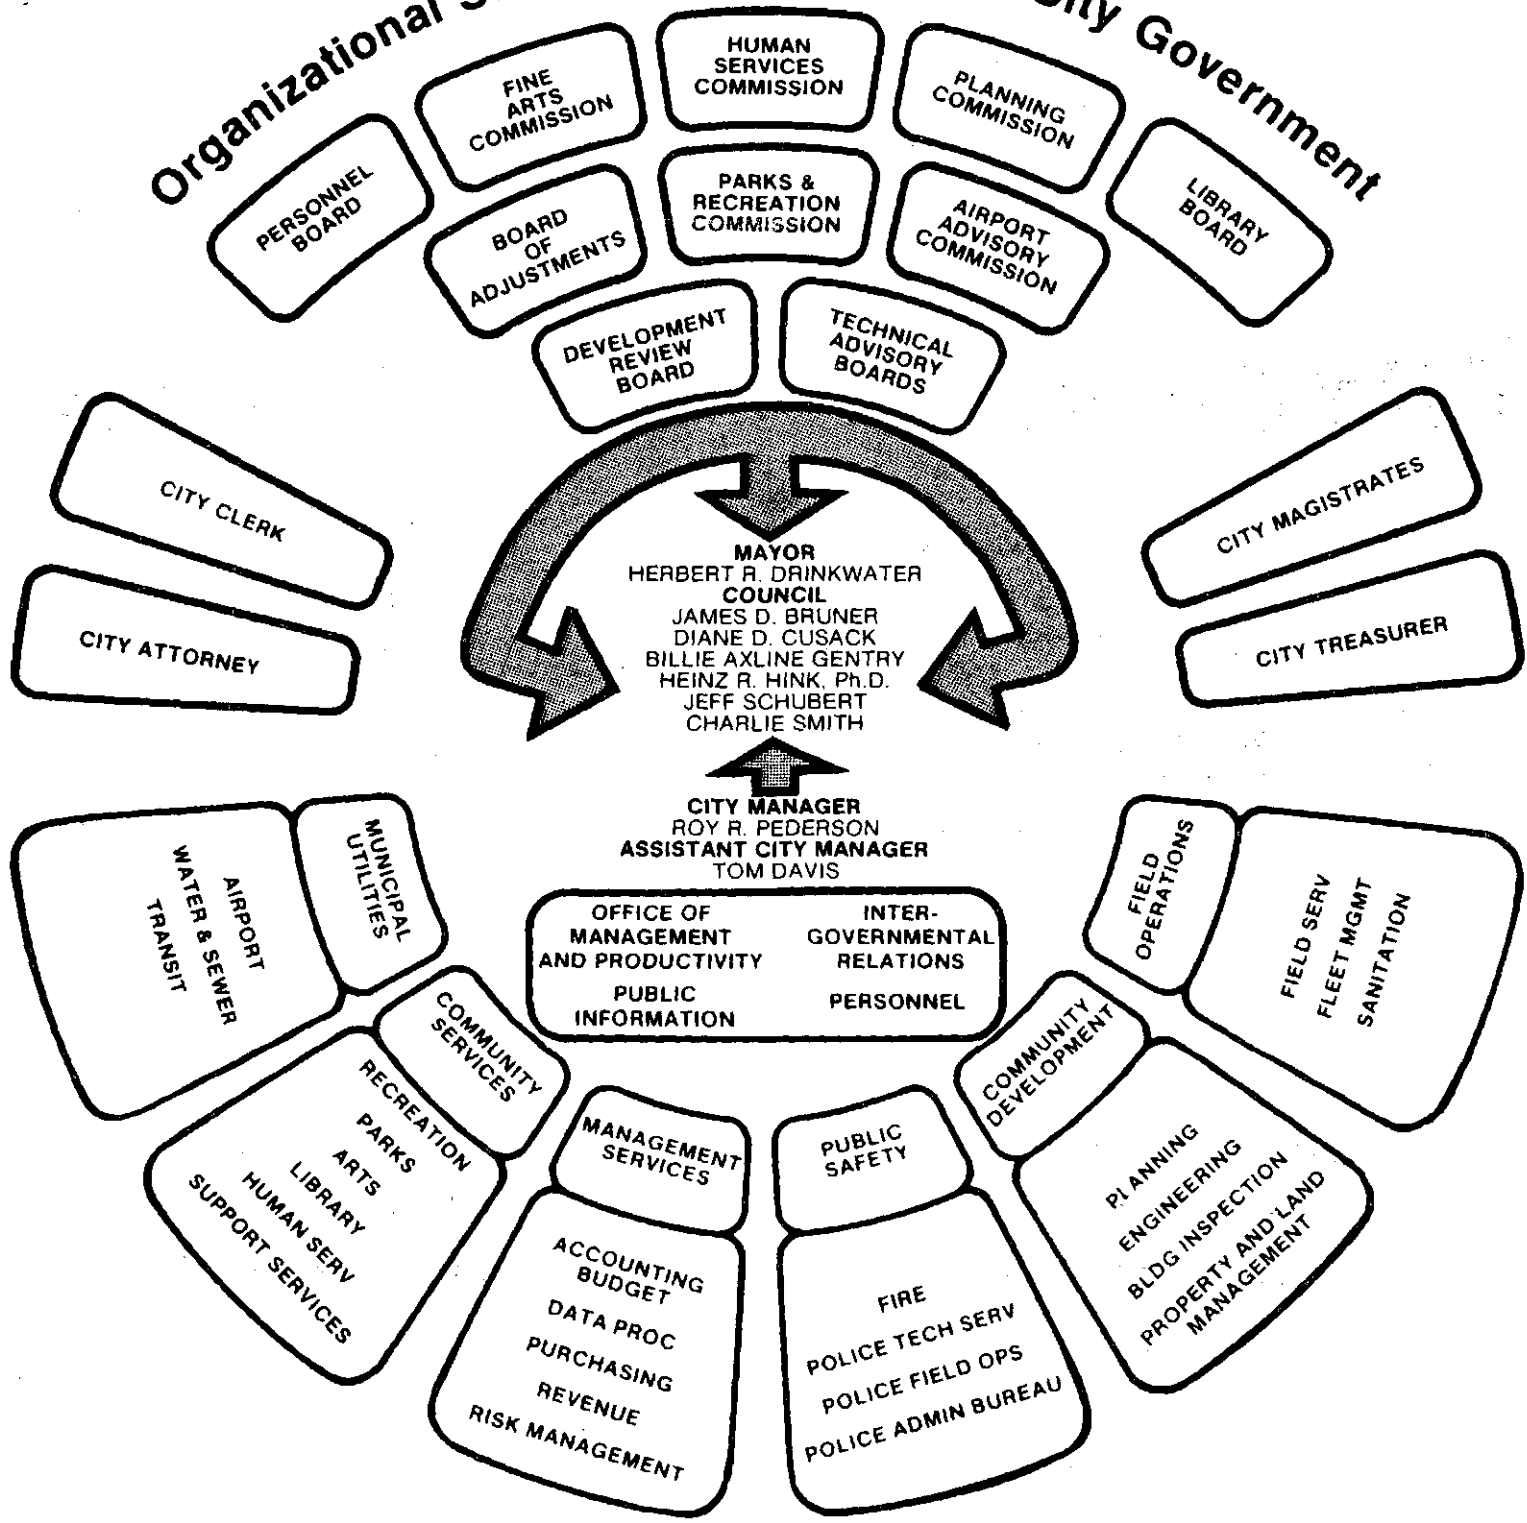 Organizational
City Government
PERSONNEL
BOARD
FINE
ARTS
COMMISSION
HUMAN
SERVICES
COMMISSION
PLANNING
COMMISSION
LIBRARY
BOARD
BOARD
OF
ADJUSTMENTS
PARKS &
RECREATION
COMMISSION
AIRPORT
ADVISORY
COMMISSION
DEVELOPMENT
REVIEW
BOARD
TECHNICAL
ADVISORY
BOARDS
CITY CLERK
CITY ATTORNEY
CITY MAGISTRATES
CITY TREASURER
MAYOR
HERBERT R. DRINKWATER
COUNCIL
JAMES D. BRUNER
DIANE D. CUSACK
BILLIE AXLINE GENTRY
HEINZ R. HINK, Ph.D.
JEFF SCHUBERT
CHARLIE SMITH
CITY MANAGER
ROY R. PEDERSON
ASSISTANT CITY MANAGER
TOM DAVIS
OFFICE OF
MANAGEMENT
AND PRODUCTIVITY
PUBLIC
INFORMATION
INTER-
GOVERNMENTAL
RELATIONS
PERSONNEL
MUNICIPAL
UTILITIES
AIRPORT
WATER & SEWER
TRANSIT
COMMUNITY
SERVICES
RECREATION
PARKS
ARTS
LIBRARY
HUMAN SERV
SUPPORT SERVICES
MANAGEMENT
SERVICES
ACCOUNTING
BUDGET
DATA PROC
PURCHASING
REVENUE
RISK MANAGEMENT
PUBLIC
SAFETY
FIRE
POLICE TECH SERV
POLICE FIELD OPS
POLICE ADMIN BUREAU
COMMUNITY
DEVELOPMENT
PLANNING
ENGINEERING
BLDG INSPECTION
PROPERTY AND LAND
MANAGEMENT
FIELD
OPERATIONS
FIELD SERV
FLEET MGMT
SANITATION